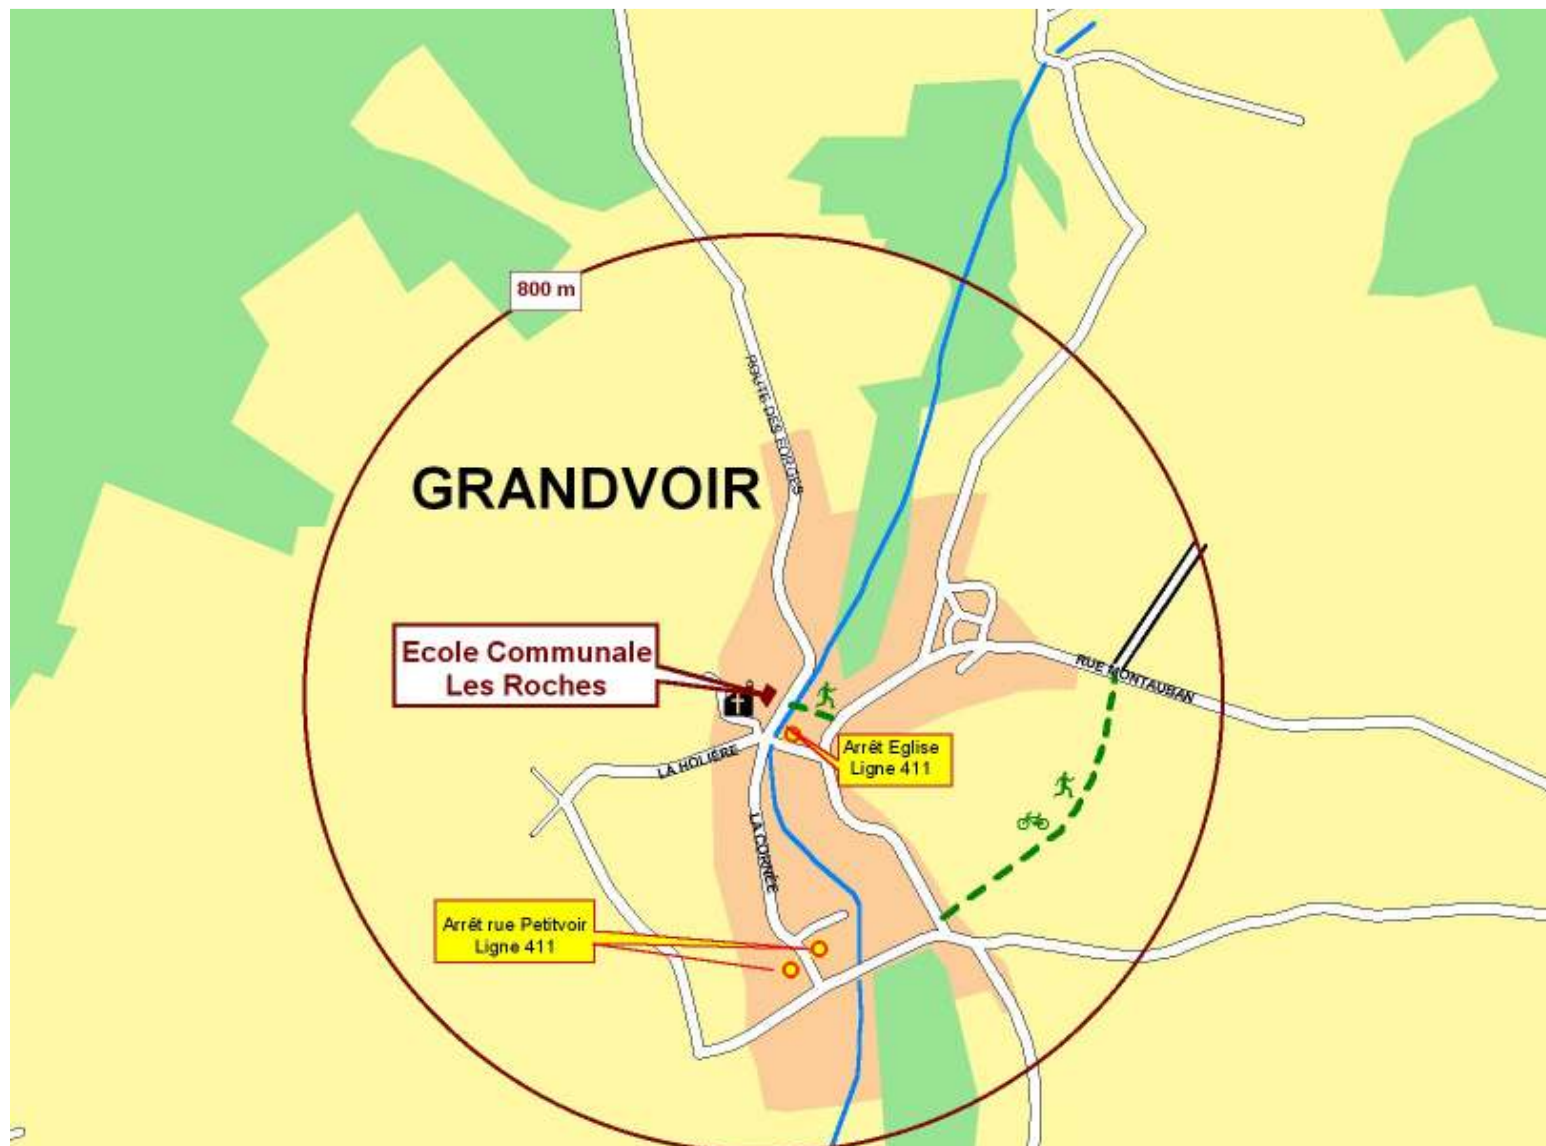 800 m
ROUTE DES FORGES
GRANDVOIR
Ecole Communale
Les Roches
RUE MONTAUBAN
Arrêt Eglise
Ligne 411
LA HOLIÈRE
LA CORNÉE
Arrêt rue Petitvoir
Ligne 411